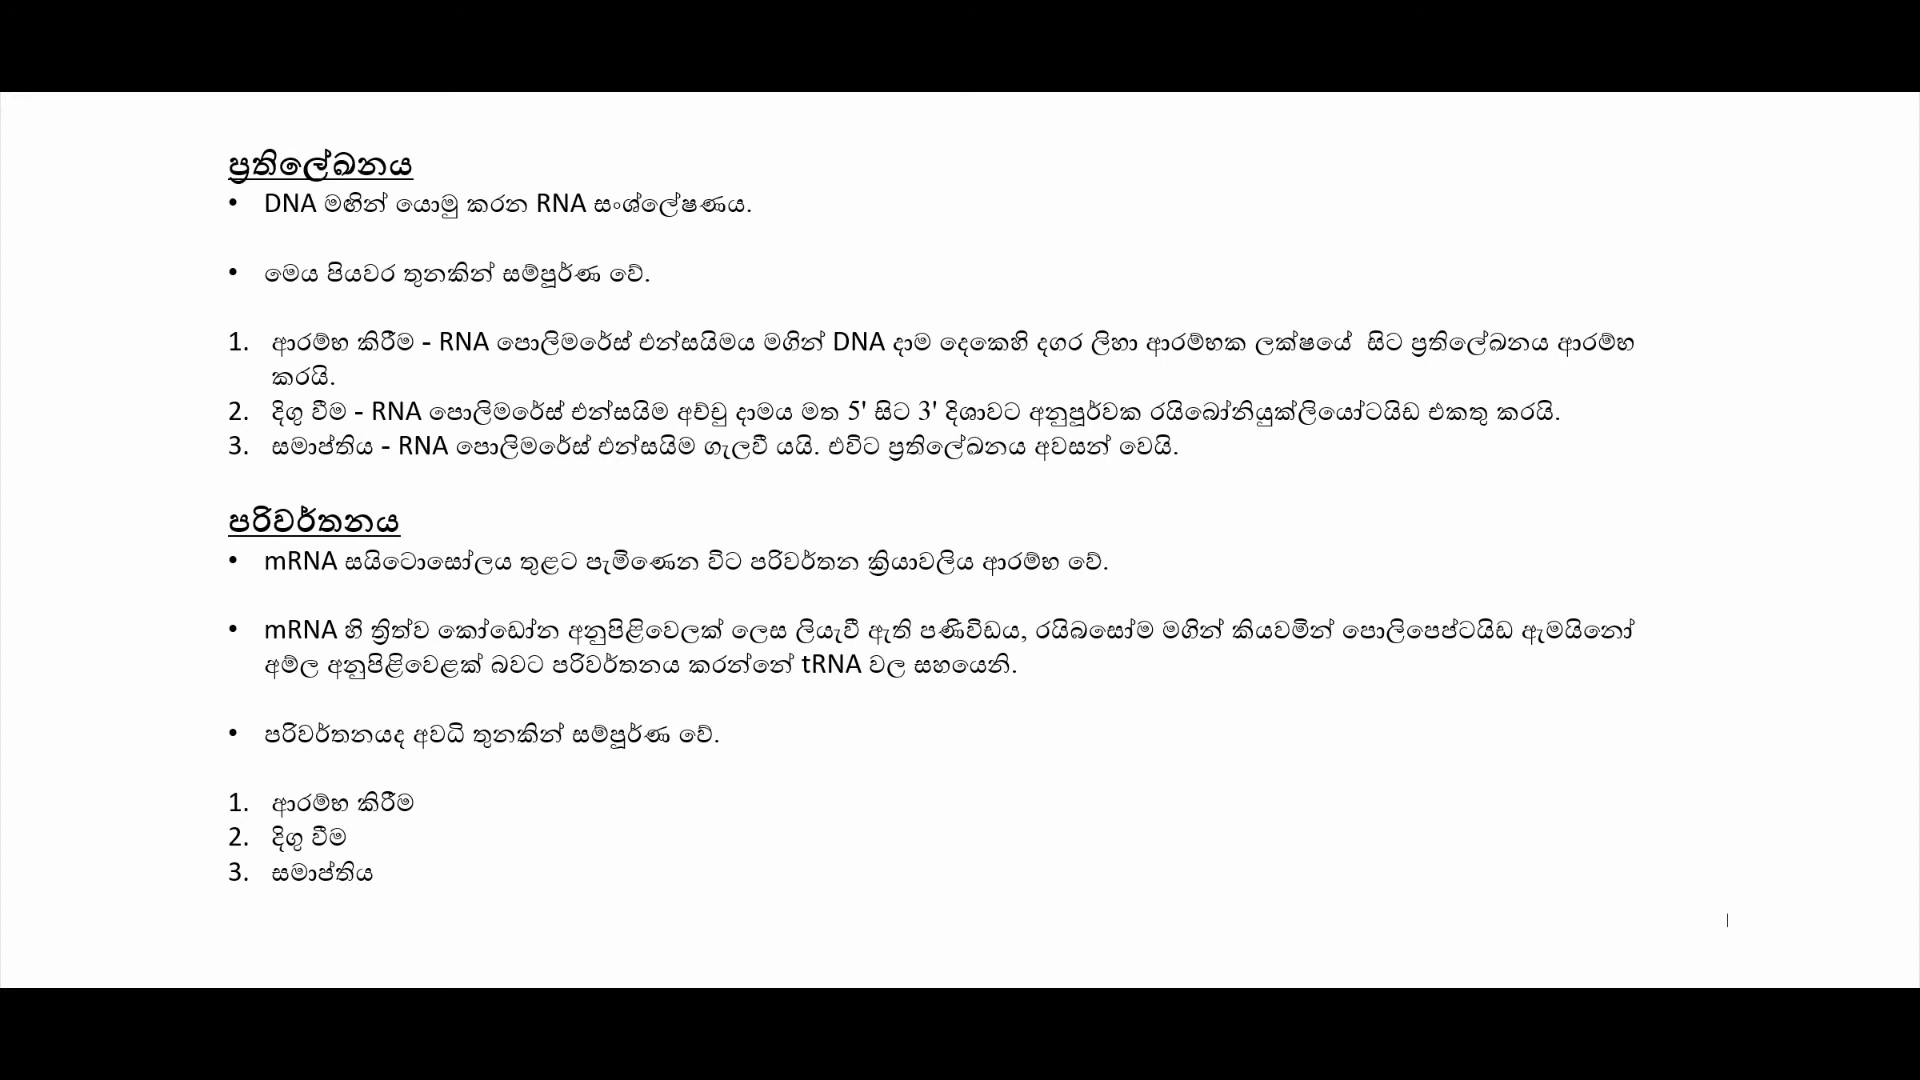 ප්‍රතිලේඛනය
• DNA මඟින් යොමු කරන RNA සංශ්ලේෂණය.
• මෙය පියවර තුනකින් සම්පූර්ණ වේ.
1. ආරම්භ කිරීම - RNA පොලිමරේස් එන්සයිමය මගින් DNA දාම දෙකෙහි දගර ලිහා ආරම්භක ලක්ෂයේ සිට ප්‍රතිලේඛනය ආරම්භ
කරයි.
2. දිගු වීම - RNA පොලිමරේස් එන්සයිම අච්චු දාමය මත 5' සිට 3' දිශාවට අනුපූර්වක රයිබෝනියුක්ලියෝටයිඩ එකතු කරයි.
3. සමාප්තිය - RNA පොලිමරේස් එන්සයිම ගැලවී යයි. එවිට ප්‍රතිලේඛනය අවසන් වෙයි.
පරිවර්තනය
• mRNA සයිටොසෝලය තුළට පැමිණෙන විට පරිවර්තන ක්‍රියාවලිය ආරම්භ වේ.
• mRNA හි ත්‍රිත්ව කෝඩෝන අනුපිළිවෙලක් ලෙස ලියැවී ඇති පණිවිඩය, රයිබසෝම මගින් කියවමින් පොලිපෙප්ටයිඩ ඇමයිනෝ
අම්ල අනුපිළිවෙළක් බවට පරිවර්තනය කරන්නේ tRNA වල සහයෙනි.
• පරිවර්තනයද අවධි තුනකින් සම්පූර්ණ වේ.
1. ආරම්භ කිරීම
2. දිගු වීම
3. සමාප්තිය